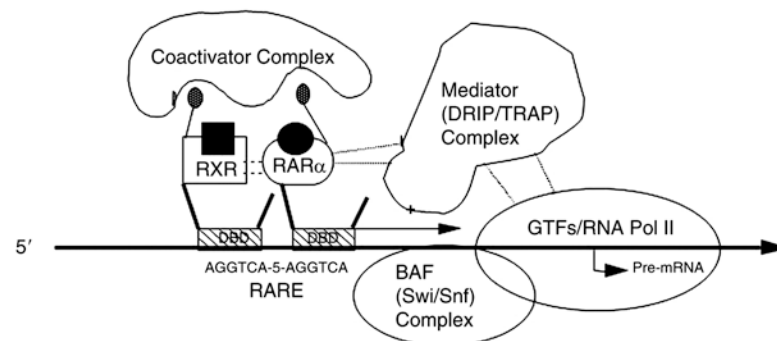 Coactivator Complex
Mediator
(DRIP/TRAP)
Complex
RXR
RARα
DBD
DBD
GTFs/RNA Pol II
5′
AGGTCA-5-AGGTCA
RARE
BAF
(Swi/Snf)
Complex
Pre-mRNA